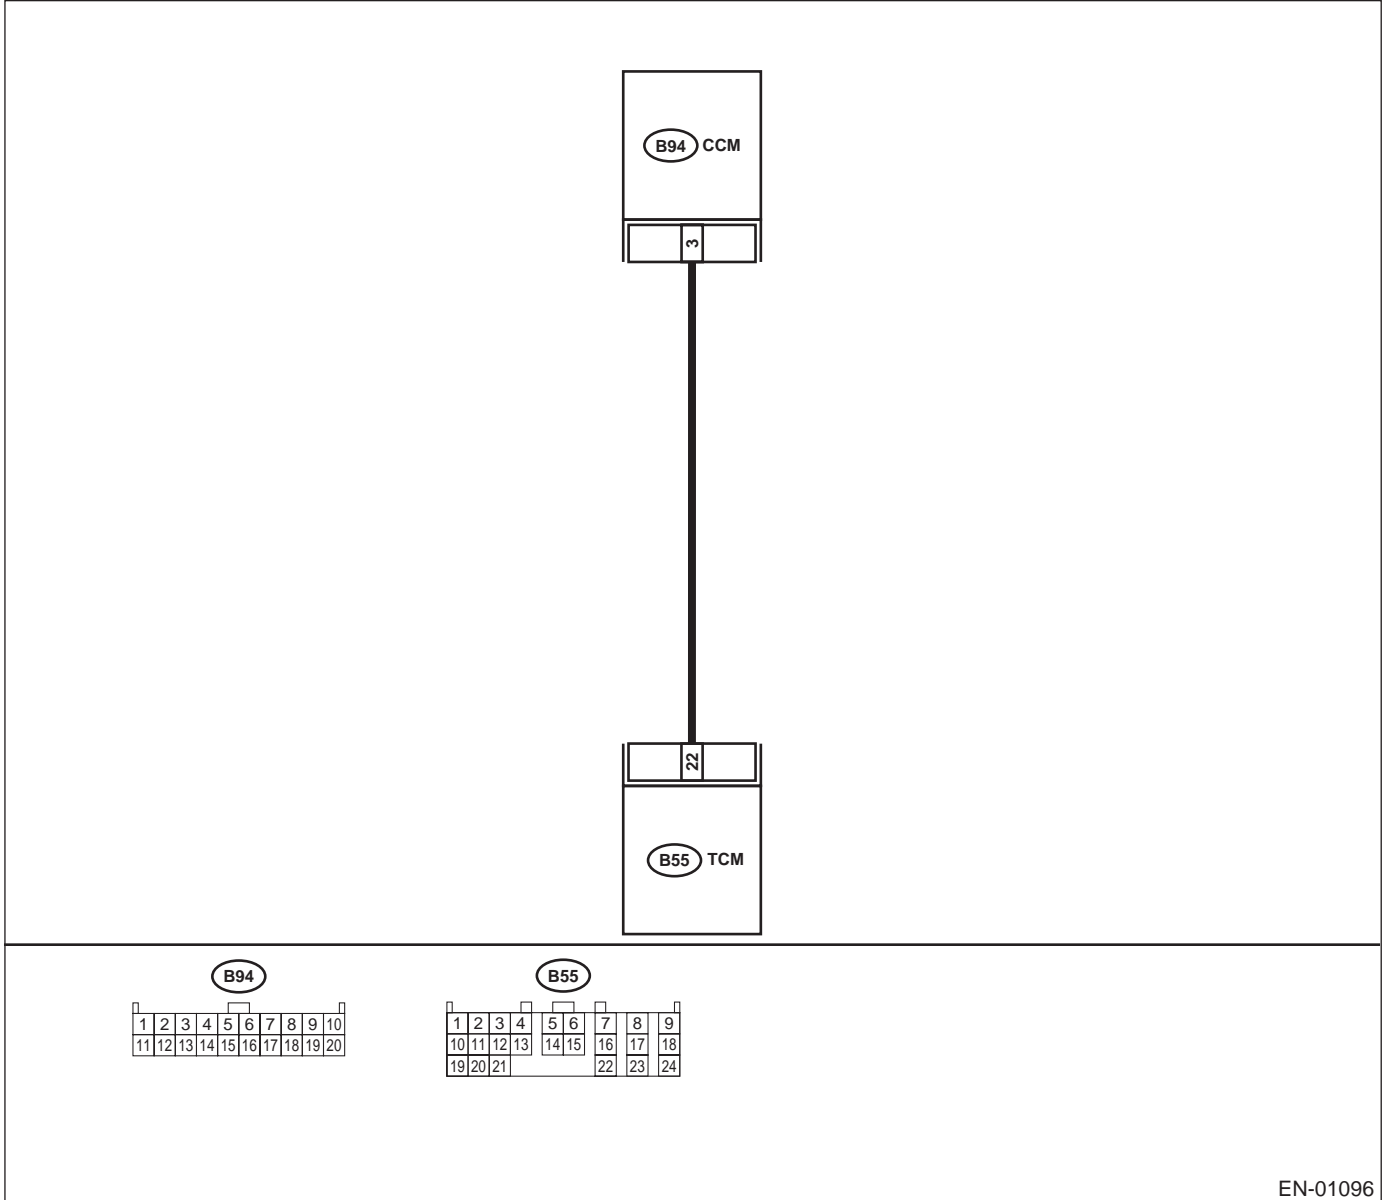 B94 CCM
3
22
B55 TCM
B94
1 2 3 4 5 6 7 8 9 10
11 12 13 14 15 16 17 18 19 20
B55
1 2 3 4 5 6 7 8 9
10 11 12 13 14 15 16 17 18
19 20 21 22 23 24
EN-01096